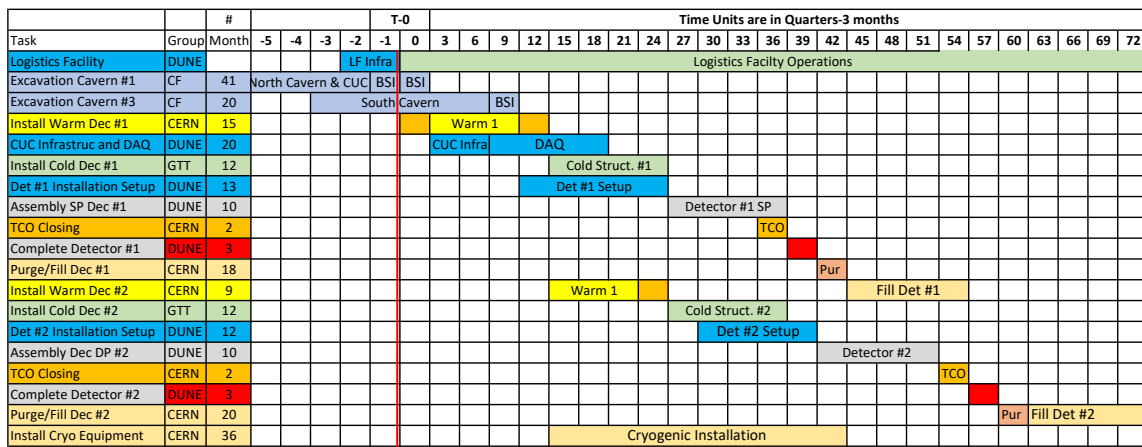 # T-0 Time Units are in Quarters-3 months
Task Group Month -5 -4 -3 -2 -1 0 3 6 9 12 15 18 21 24 27 30 33 36 39 42 45 48 51 54 57 60 63 66 69 72
Logistics Facility DUNE LF Infra Logistics Facilty Operations
Excavation Cavern #1 CF 41 North Cavern & CUC BSI BSI
Excavation Cavern #3 CF 20 South Cavern BSI
Install Warm Dec #1 CERN 15 Warm 1
CUC Infrastruc and DAQ DUNE 20 CUC Infra DAQ
Install Cold Dec #1 GTT 12 Cold Struct. #1
Det #1 Installation Setup DUNE 13 Det #1 Setup
Assembly SP Dec #1 DUNE 10 Detector #1 SP
TCO Closing CERN 2 TCO
Complete Detector #1 DUNE 3
Purge/Fill Dec #1 CERN 18 Pur
Install Warm Dec #2 CERN 9 Warm 1 Fill Det #1
Install Cold Dec #2 GTT 12 Cold Struct. #2
Det #2 Installation Setup DUNE 12 Det #2 Setup
Assembly Dec DP #2 DUNE 10 Detector #2
TCO Closing CERN 2 TCO
Complete Detector #2 DUNE 3
Purge/Fill Dec #2 CERN 20 Pur Fill Det #2
Install Cryo Equipment CERN 36 Cryogenic Installation